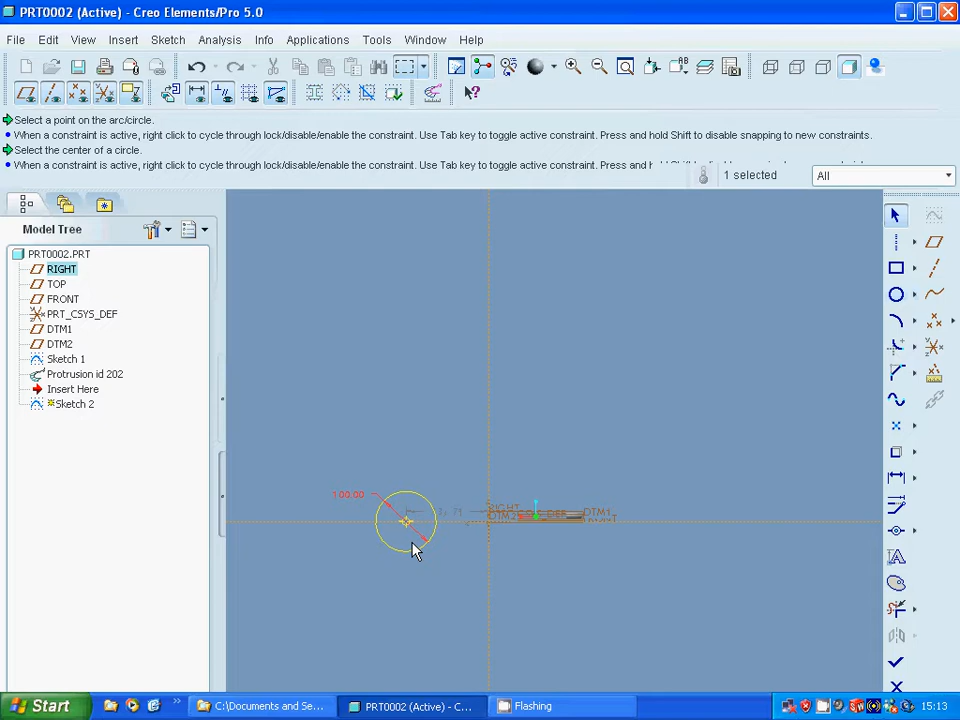 PRT0002 (Active) - Creo Elements/Pro 5.0
File Edit View Insert Sketch Analysis Info Applications Tools Window Help
Select a point on the arc/circle.
When a constraint is active, right click to cycle through lock/disable/enable the constraint. Use Tab key to toggle active constraint. Press and hold Shift to disable snapping to new constraints.
Select the center of a circle.
When a constraint is active, right click to cycle through lock/disable/enable the constraint. Use Tab key to toggle active constraint. Press and h
1 selected All
Model Tree
PRT0002.PRT
RIGHT
TOP
FRONT
PRT_CSYS_DEF
DTM1
DTM2
Sketch 1
Protrusion id 202
Insert Here
Sketch 2
100.00
RIGHT
DTM1
DTM2
Start C:\Documents and Se... PRT0002 (Active) - C... Flashing 15:13